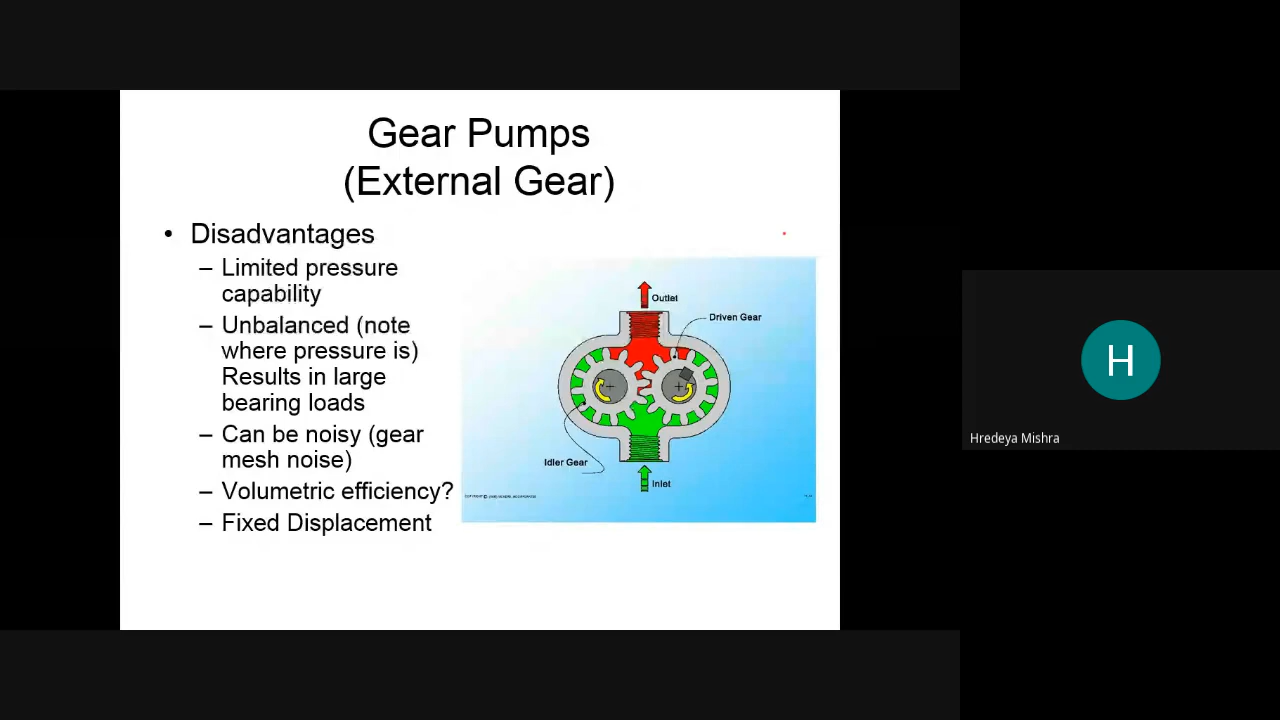 Gear Pumps
(External Gear)
• Disadvantages
– Limited pressure
capability
– Unbalanced (note
where pressure is)
Results in large
bearing loads
– Can be noisy (gear
mesh noise)
– Volumetric efficiency?
– Fixed Displacement
Outlet
Driven Gear
Idler Gear
Inlet
H
Hredeya Mishra